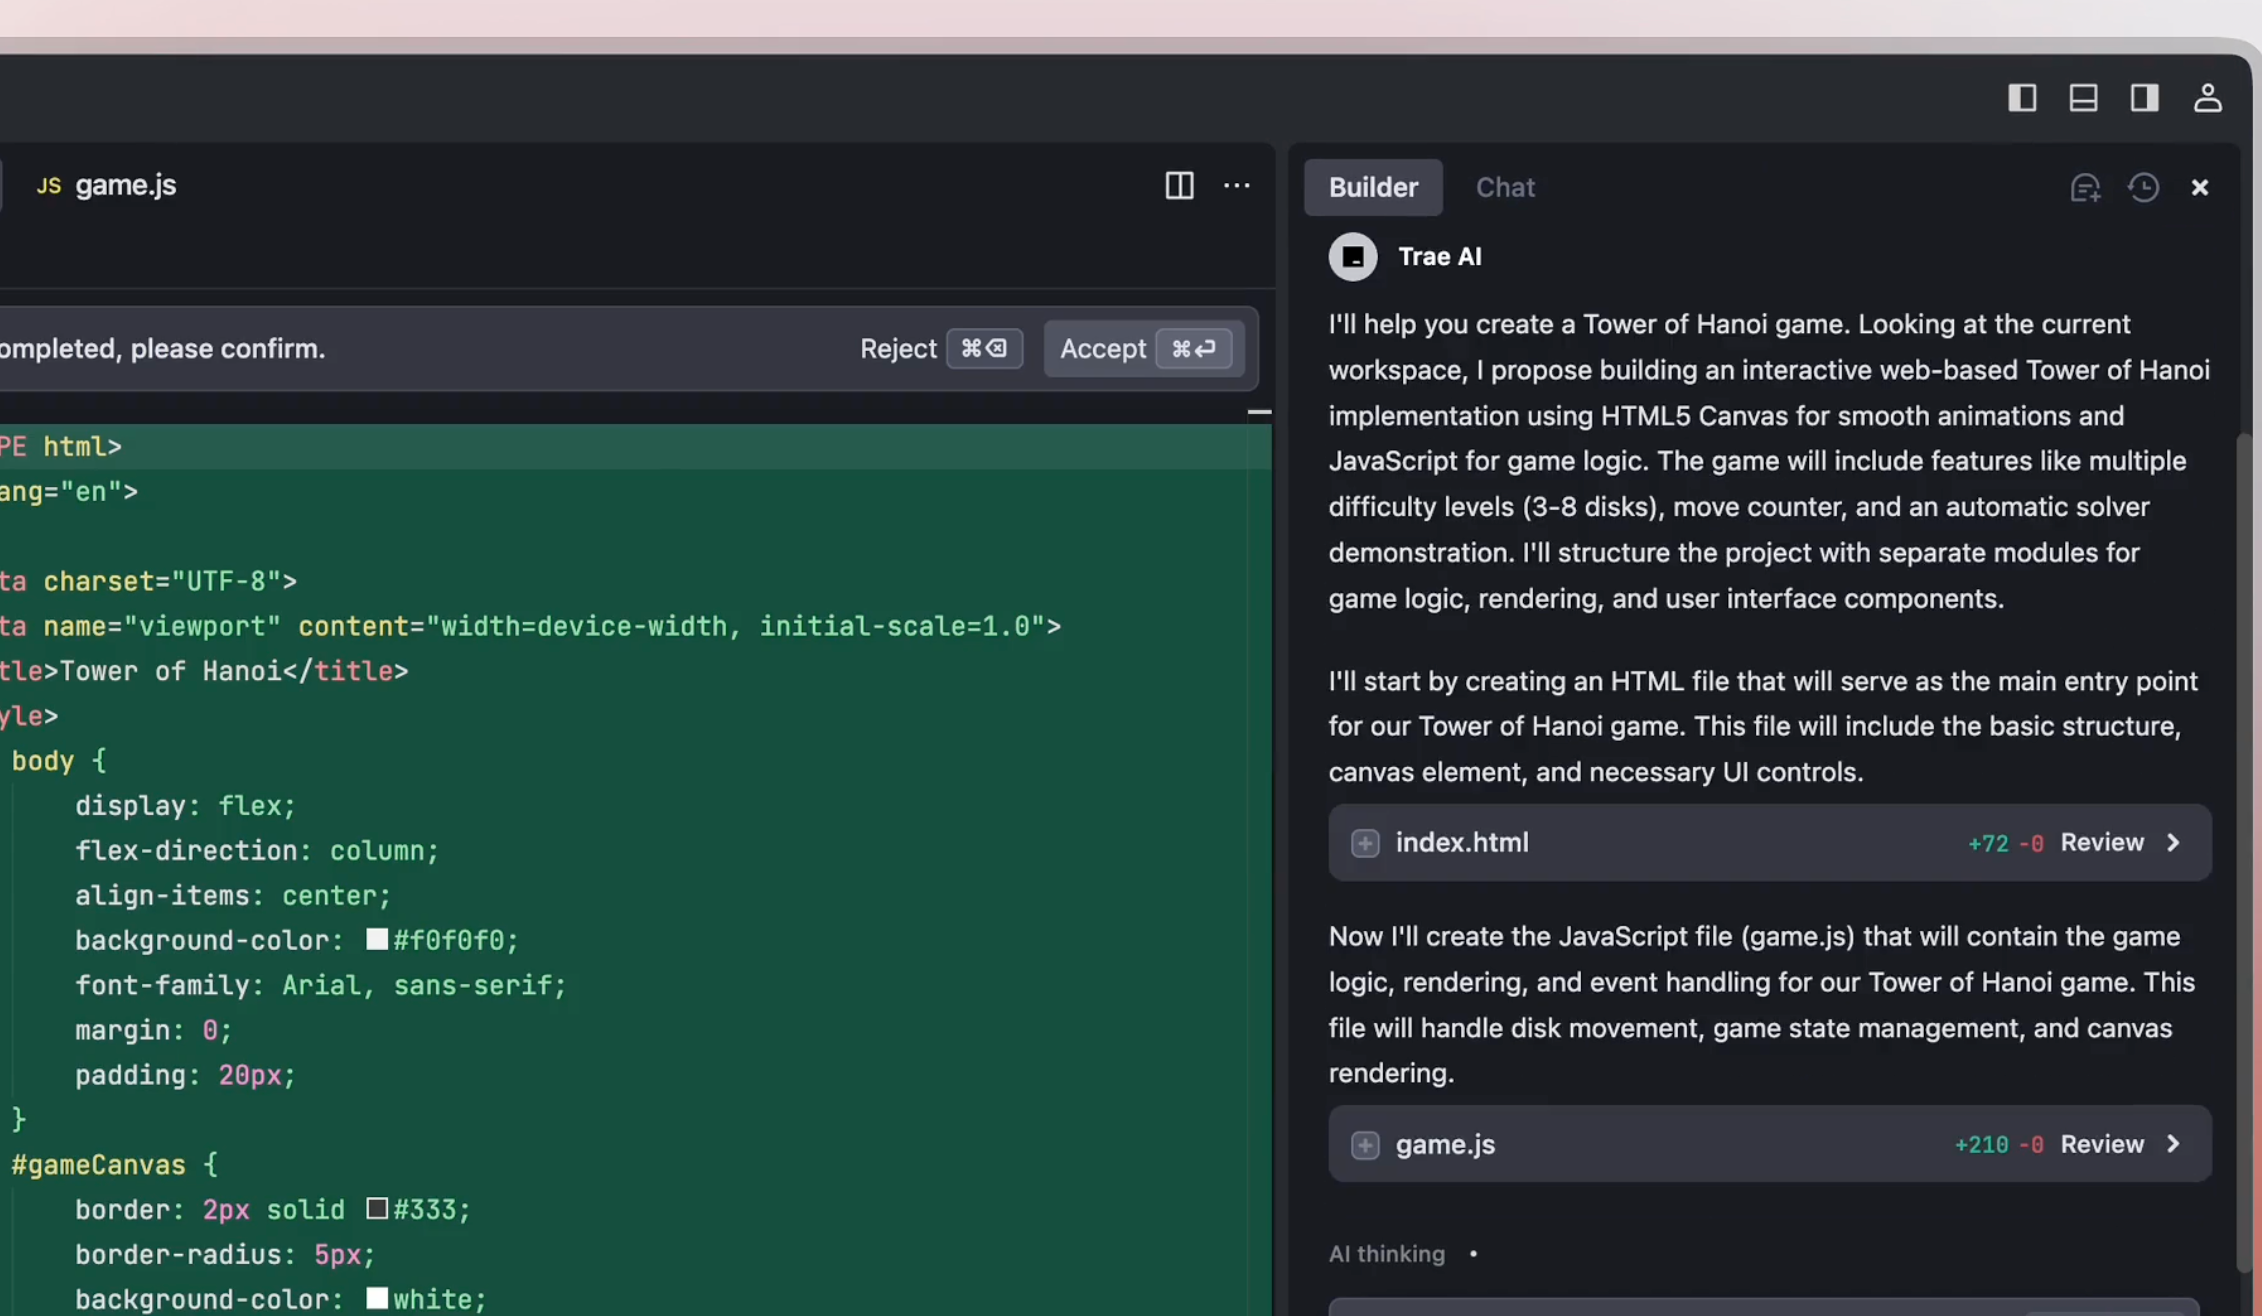 JS game.js
Builder Chat
Trae AI
ompleted, please confirm.
Reject ⌘⌫ Accept ⌘↩
PE html>
ang="en">
ta charset="UTF-8">
ta name="viewport" content="width=device-width, initial-scale=1.0">
tle>Tower of Hanoi</title>
yle>
body {
display: flex;
flex-direction: column;
align-items: center;
background-color: #f0f0f0;
font-family: Arial, sans-serif;
margin: 0;
padding: 20px;
}
#gameCanvas {
border: 2px solid #333;
border-radius: 5px;
background-color: white;
I'll help you create a Tower of Hanoi game. Looking at the current
workspace, I propose building an interactive web-based Tower of Hanoi
implementation using HTML5 Canvas for smooth animations and
JavaScript for game logic. The game will include features like multiple
difficulty levels (3-8 disks), move counter, and an automatic solver
demonstration. I'll structure the project with separate modules for
game logic, rendering, and user interface components.
I'll start by creating an HTML file that will serve as the main entry point
for our Tower of Hanoi game. This file will include the basic structure,
canvas element, and necessary UI controls.
index.html +72 -0 Review
Now I'll create the JavaScript file (game.js) that will contain the game
logic, rendering, and event handling for our Tower of Hanoi game. This
file will handle disk movement, game state management, and canvas
rendering.
game.js +210 -0 Review
AI thinking